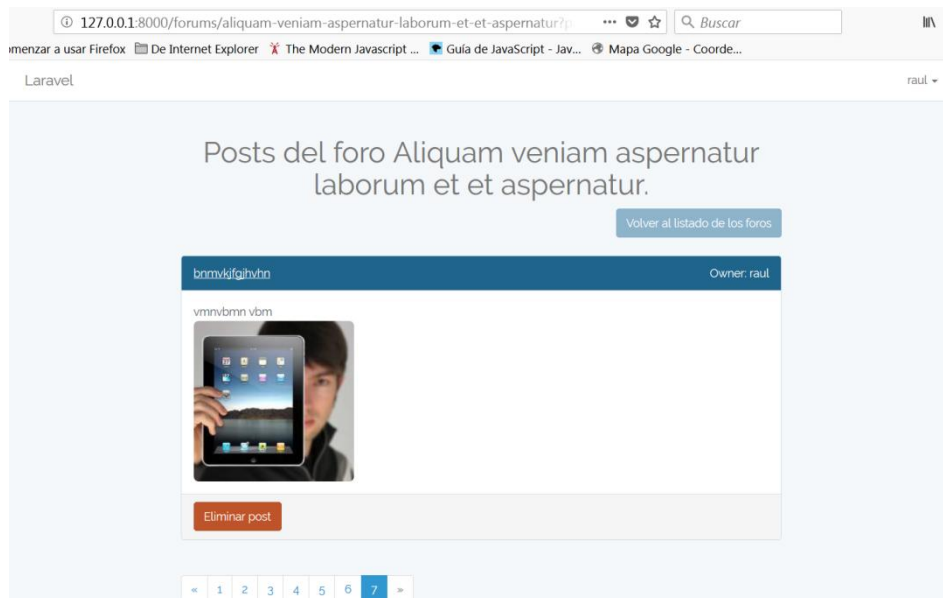 127.0.0.1:8000/forums/aliquam-veniam-aspernatur-laborum-et-et-aspernatur?p
Buscar
omenzar a usar Firefox De Internet Explorer The Modern Javascript ... Guía de JavaScript - Jav... Mapa Google - Coorde...
Laravel
raul
Posts del foro Aliquam veniam aspernatur
laborum et et aspernatur.
Volver al listado de los foros
bnmvkjfgjhvhn
Owner: raul
vmnvbmn vbm
Eliminar post
« 1 2 3 4 5 6 7 »